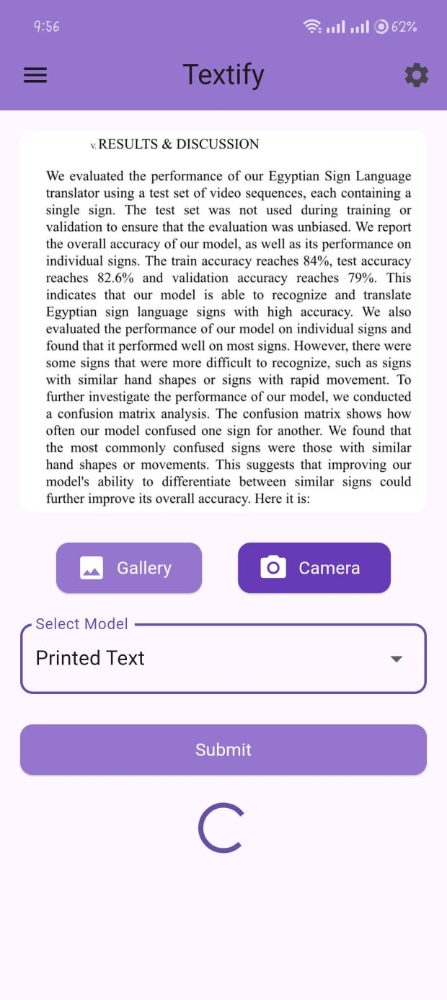 9:56
62%
Textify
v. RESULTS & DISCUSSION
We evaluated the performance of our Egyptian Sign Language
translator using a test set of video sequences, each containing a
single sign. The test set was not used during training or
validation to ensure that the evaluation was unbiased. We report
the overall accuracy of our model, as well as its performance on
individual signs. The train accuracy reaches 84%, test accuracy
reaches 82.6% and validation accuracy reaches 79%. This
indicates that our model is able to recognize and translate
Egyptian sign language signs with high accuracy. We also
evaluated the performance of our model on individual signs and
found that it performed well on most signs. However, there were
some signs that were more difficult to recognize, such as signs
with similar hand shapes or signs with rapid movement. To
further investigate the performance of our model, we conducted
a confusion matrix analysis. The confusion matrix shows how
often our model confused one sign for another. We found that
the most commonly confused signs were those with similar
hand shapes or movements. This suggests that improving our
model's ability to differentiate between similar signs could
further improve its overall accuracy. Here it is:
Gallery
Camera
Select Model
Printed Text
Submit